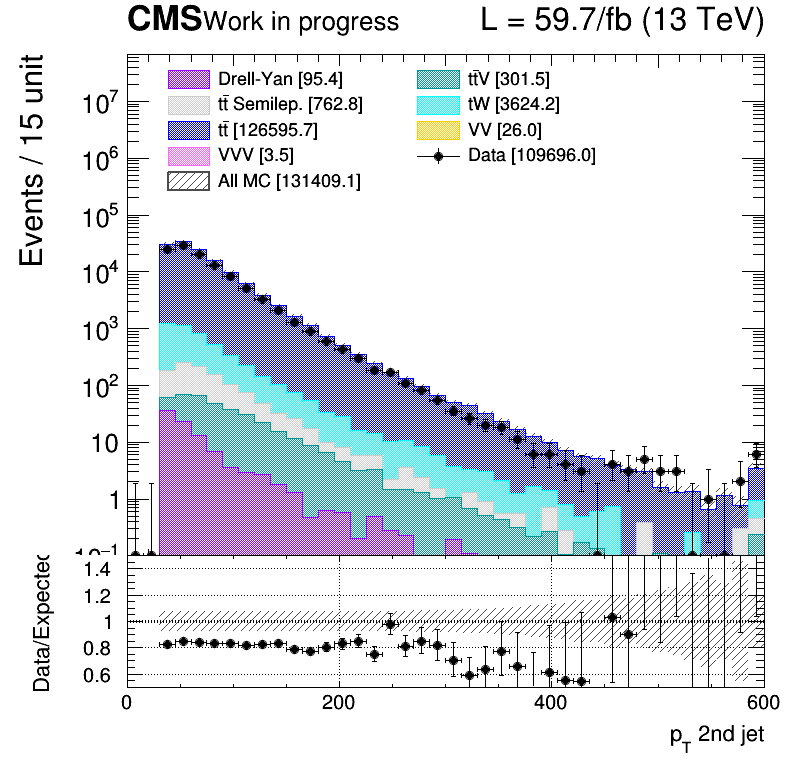 CMS Work in progress L = 59.7/fb (13 TeV)
Events / 15 unit
Drell-Yan [95.4]
tt̄ Semilep. [762.8]
tt̄ [126595.7]
VVV [3.5]
All MC [131409.1]
tt̄V [301.5]
tW [3624.2]
VV [26.0]
Data [109696.0]
10⁷
10⁶
10⁵
10⁴
10³
10²
10
1
10⁻¹
Data/Expected
1.4
1.2
1
0.8
0.6
0 200 400 600
p_T 2nd jet